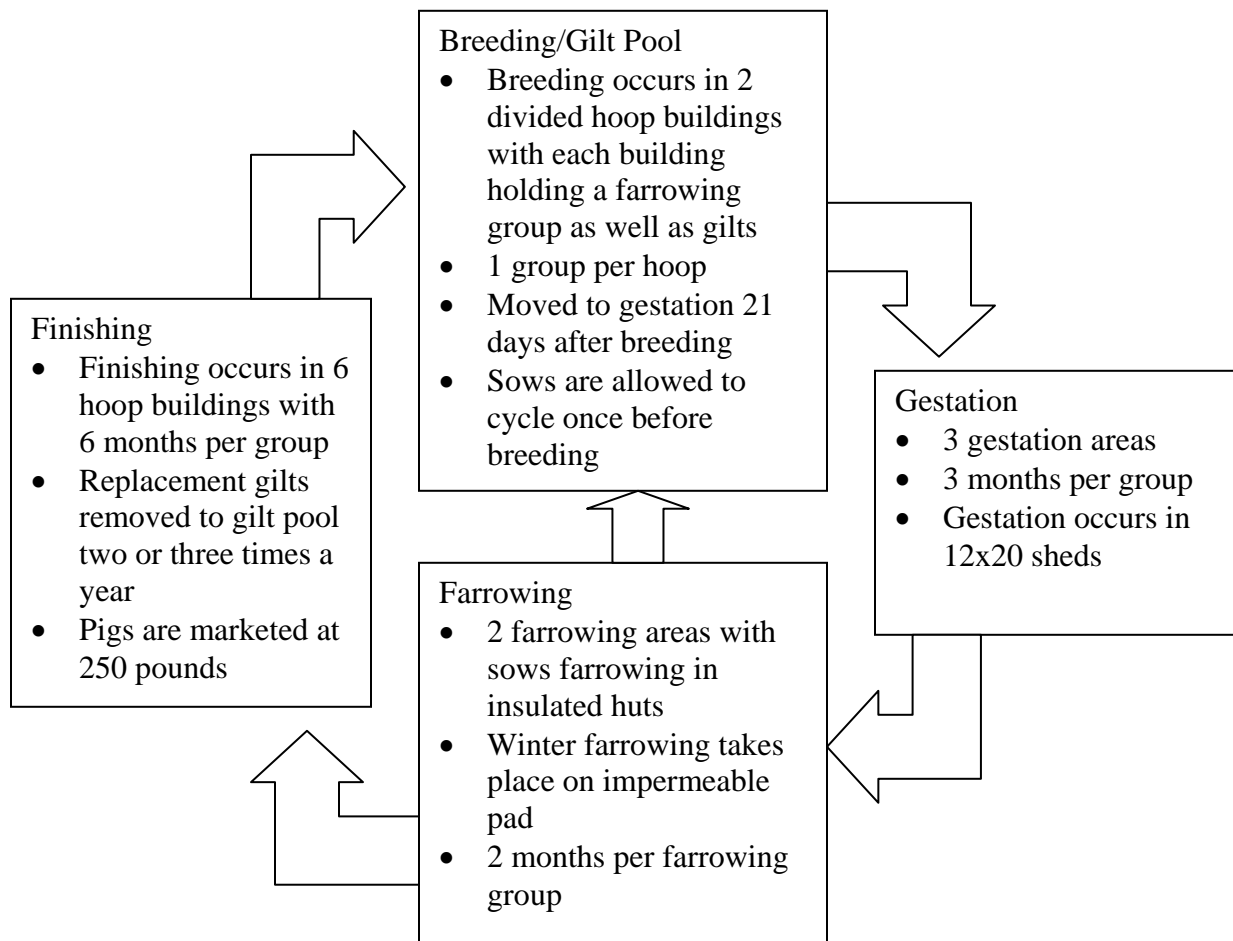 Breeding/Gilt Pool
• Breeding occurs in 2
divided hoop buildings
with each building
holding a farrowing
group as well as gilts
• 1 group per hoop
• Moved to gestation 21
days after breeding
• Sows are allowed to
cycle once before
breeding
Finishing
• Finishing occurs in 6
hoop buildings with
6 months per group
• Replacement gilts
removed to gilt pool
two or three times a
year
• Pigs are marketed at
250 pounds
Gestation
• 3 gestation areas
• 3 months per group
• Gestation occurs in
12x20 sheds
Farrowing
• 2 farrowing areas with
sows farrowing in
insulated huts
• Winter farrowing takes
place on impermeable
pad
• 2 months per farrowing
group